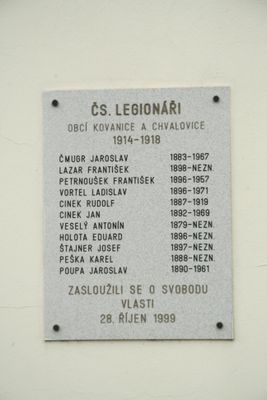 ČS. LEGIONÁŘI
OBCÍ KOVANICE A CHVALOVICE
1914-1918
ČMUGR JAROSLAV 1883-1967
LAZAR FRANTIŠEK 1898-NEZN.
PETRNOUŠEK FRANTIŠEK 1896-1957
VORTEL LADISLAV 1896-1971
CINEK RUDOLF 1887-1919
CINEK JAN 1892-1969
VESELÝ ANTONÍN 1879-NEZN.
HOLOTA EDUARD 1896-NEZN.
ŠTAJNER JOSEF 1897-NEZN.
PEŠKA KAREL 1888-NEZN.
POUPA JAROSLAV 1890-1961
ZASLOUŽILI SE O SVOBODU
VLASTI
28. ŘÍJEN 1999